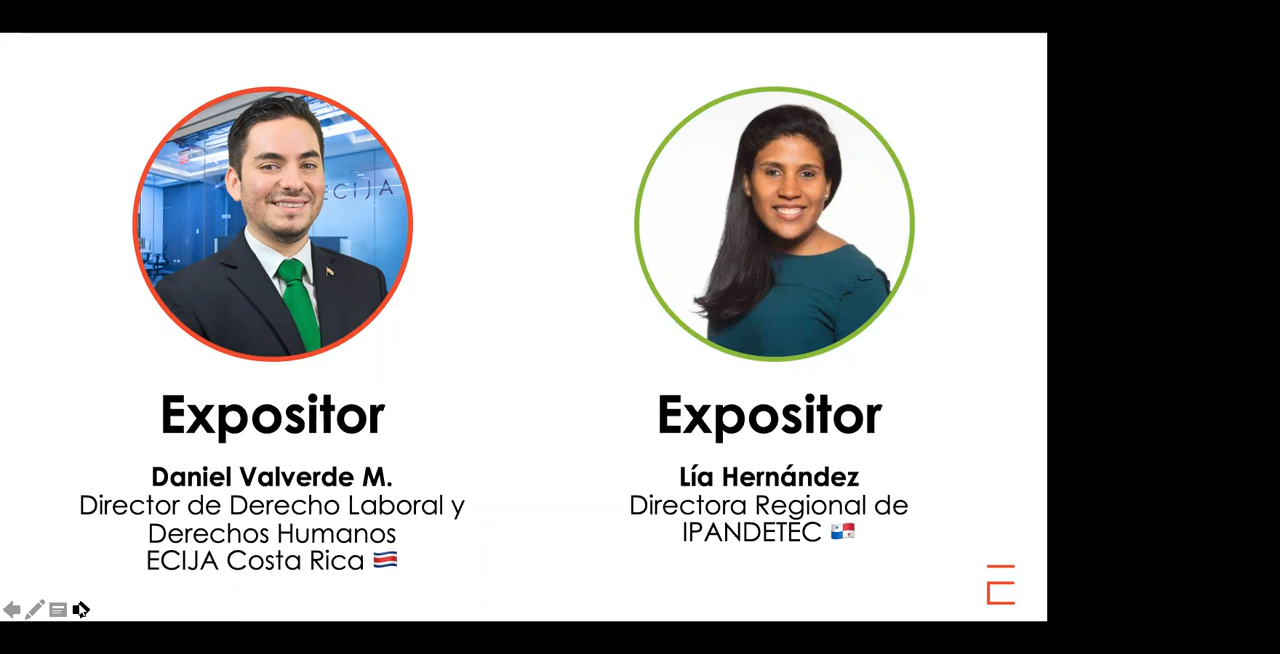 ECIJA
Expositor
Daniel Valverde M.
Director de Derecho Laboral y
Derechos Humanos
ECIJA Costa Rica 🇨🇷
Expositor
Lía Hernández
Directora Regional de
IPANDETEC 🇵🇦